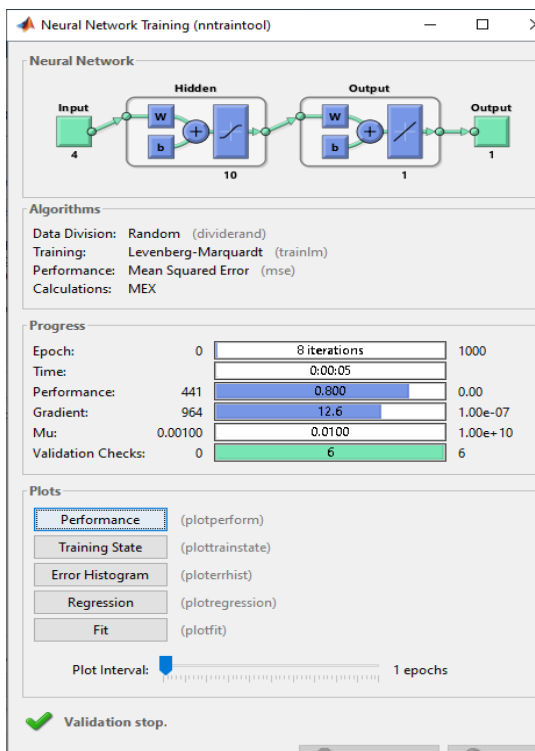 Neural Network Training (nntraintool)
Neural Network
Hidden
Output
Input
Output
W
b
+
W
b
+
4
10
1
1
Algorithms
Data Division: Random (dividerand)
Training: Levenberg-Marquardt (trainlm)
Performance: Mean Squared Error (mse)
Calculations: MEX
Progress
Epoch: 0 8 iterations 1000
Time: 0:00:05
Performance: 441 0.800 0.00
Gradient: 964 12.6 1.00e-07
Mu: 0.00100 0.0100 1.00e+10
Validation Checks: 0 6 6
Plots
Performance (plotperform)
Training State (plottrainstate)
Error Histogram (ploterrhist)
Regression (plotregression)
Fit (plotfit)
Plot Interval: 1 epochs
Validation stop.